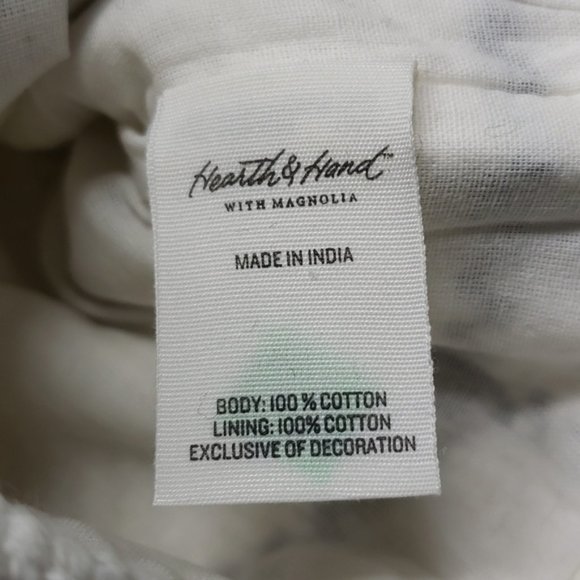 Hearth & Hand™
WITH MAGNOLIA
MADE IN INDIA
BODY: 100% COTTON
LINING: 100% COTTON
EXCLUSIVE OF DECORATION